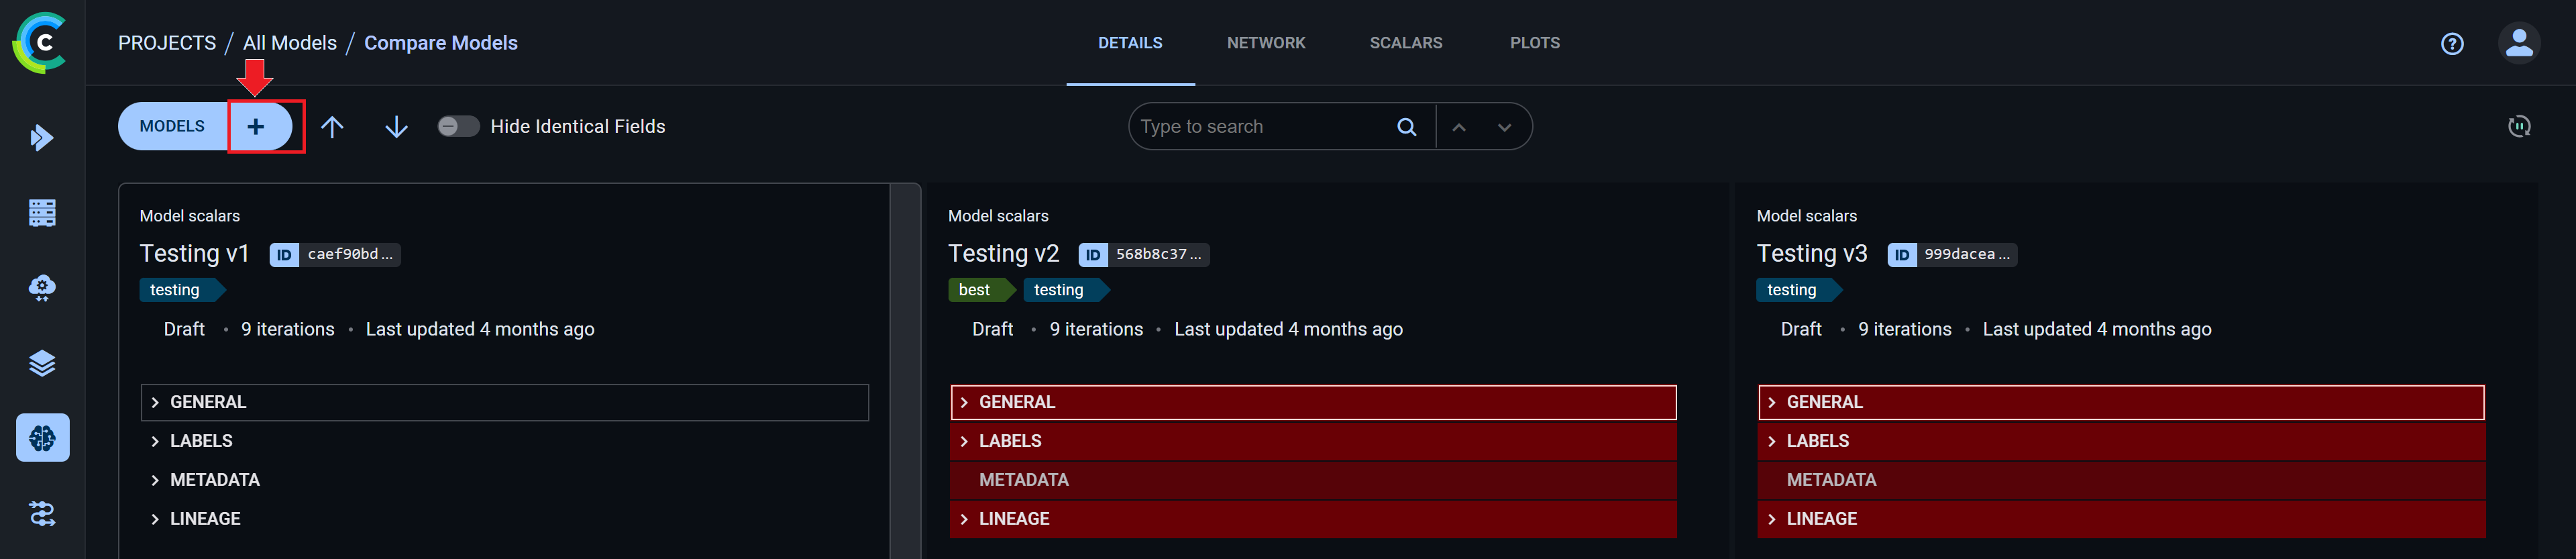 PROJECTS / All Models / Compare Models
DETAILS NETWORK SCALARS PLOTS
MODELS + Hide Identical Fields Type to search
Model scalars
Testing v1 ID caef90bd...
testing
Draft • 9 iterations • Last updated 4 months ago
GENERAL
LABELS
METADATA
LINEAGE
Model scalars
Testing v2 ID 568b8c37...
best testing
Draft • 9 iterations • Last updated 4 months ago
GENERAL
LABELS
METADATA
LINEAGE
Model scalars
Testing v3 ID 999dacea...
testing
Draft • 9 iterations • Last updated 4 months ago
GENERAL
LABELS
METADATA
LINEAGE